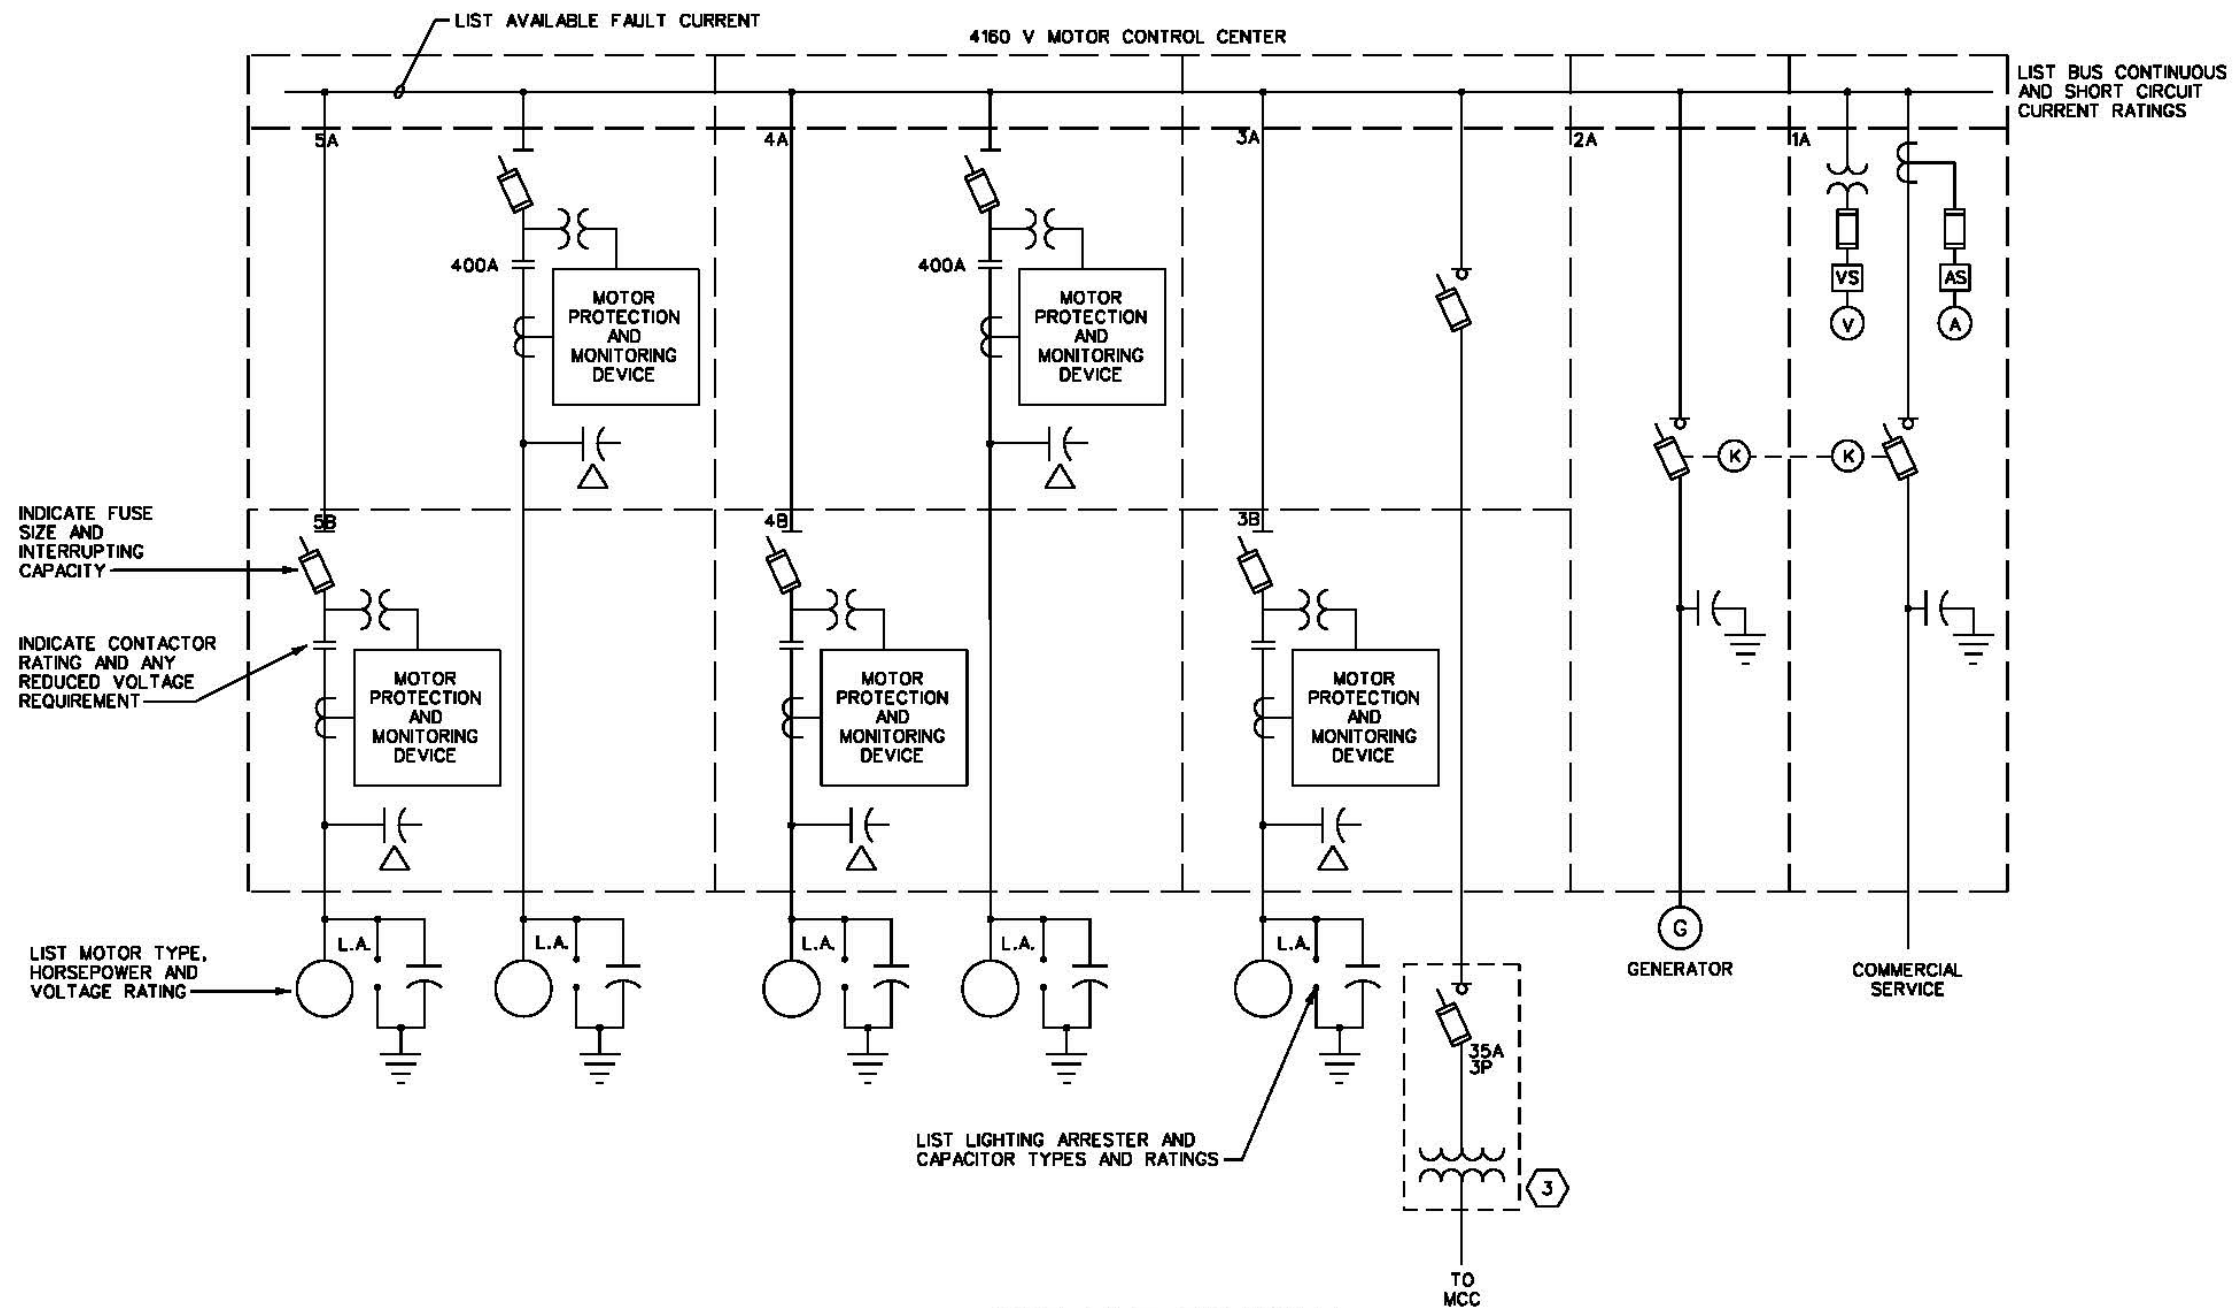 LIST AVAILABLE FAULT CURRENT
4160 V MOTOR CONTROL CENTER
LIST BUS CONTINUOUS
AND SHORT CIRCUIT
CURRENT RATINGS
5A
4A
3A
2A
1A
400A
MOTOR
PROTECTION
AND
MONITORING
DEVICE
400A
MOTOR
PROTECTION
AND
MONITORING
DEVICE
VS
AS
V
A
K
K
INDICATE FUSE
SIZE AND
INTERRUPTING
CAPACITY
5B
4B
3B
INDICATE CONTACTOR
RATING AND ANY
REDUCED VOLTAGE
REQUIREMENT
MOTOR
PROTECTION
AND
MONITORING
DEVICE
MOTOR
PROTECTION
AND
MONITORING
DEVICE
MOTOR
PROTECTION
AND
MONITORING
DEVICE
LIST MOTOR TYPE,
HORSEPOWER AND
VOLTAGE RATING
L.A.
L.A.
L.A.
L.A.
L.A.
G
GENERATOR
COMMERCIAL
SERVICE
35A
3P
LIST LIGHTING ARRESTER AND
CAPACITOR TYPES AND RATINGS
3
TO
MCC